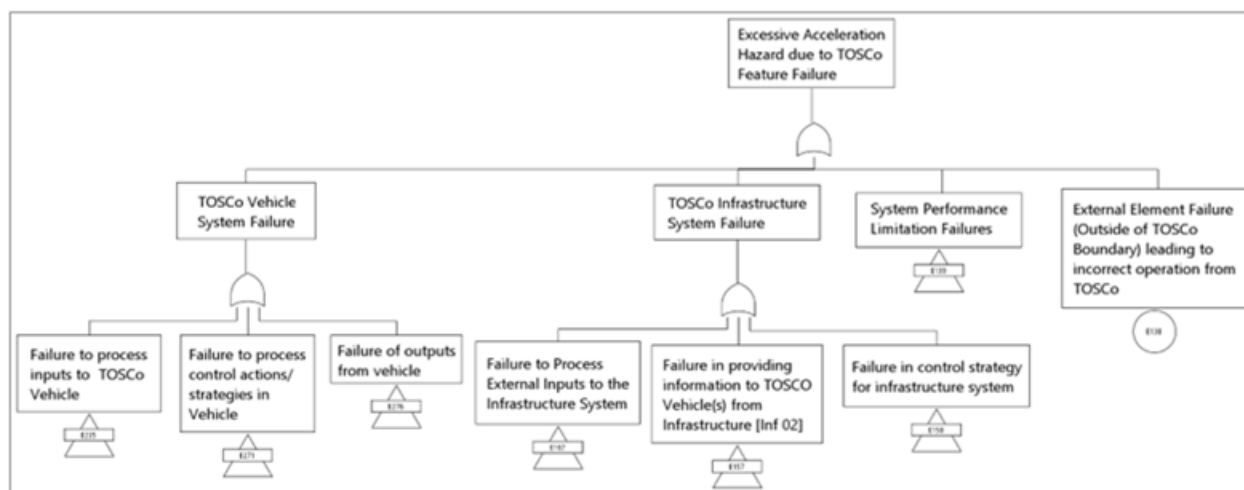 Excessive Acceleration
Hazard due to TOSCo
Feature Failure
TOSCo Vehicle
System Failure
TOSCo Infrastructure
System Failure
System Performance
Limitation Failures
External Element Failure
(Outside of TOSCo
Boundary) leading to
incorrect operation from
TOSCo
Failure to process
inputs to TOSCo
Vehicle
Failure to process
control actions/
strategies in
Vehicle
Failure of outputs
from vehicle
Failure to Process
External Inputs to the
Infrastructure System
Failure in providing
information to TOSCO
Vehicle(s) from
Infrastructure [Inf 02]
Failure in control strategy
for infrastructure system
E271
E276
E157